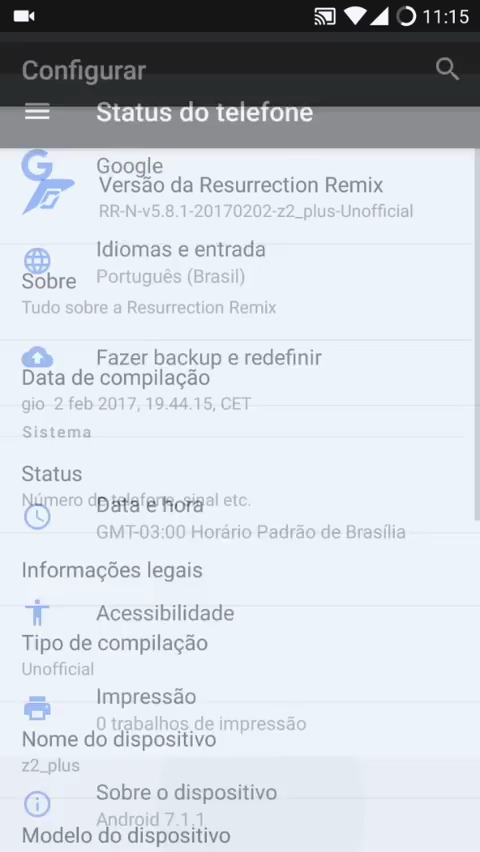 11:15
Configurar
Status do telefone
Google
Versão da Resurrection Remix
RR-N-v5.8.1-20170202-z2_plus-Unofficial
Idiomas e entrada
Português (Brasil)
Sobre
Tudo sobre a Resurrection Remix
Fazer backup e redefinir
Data de compilação
gio 2 feb 2017, 19.44.15, CET
Sistema
Status
Número de telefone, sinal etc.
Data e hora
GMT-03:00 Horário Padrão de Brasília
Informações legais
Acessibilidade
Tipo de compilação
Unofficial
Impressão
0 trabalhos de impressão
Nome do dispositivo
z2_plus
Sobre o dispositivo
Android 7.1.1
Modelo do dispositivo